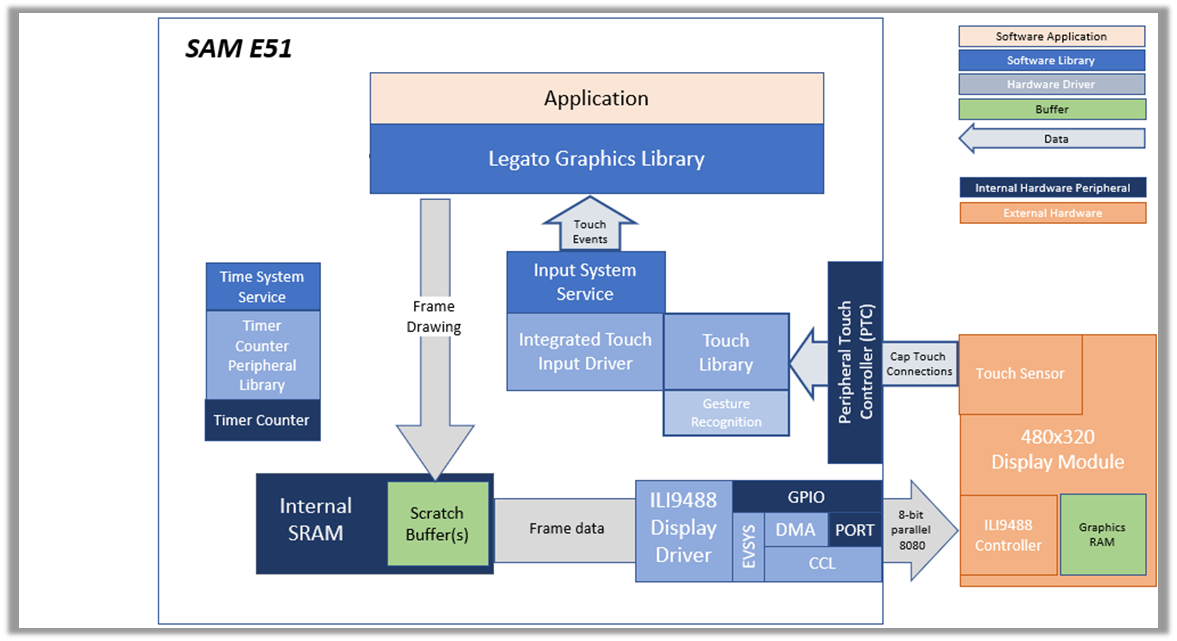 SAM E51
Application
Legato Graphics Library
Touch
Events
Input System
Service
Integrated Touch
Input Driver
Touch
Library
Gesture
Recognition
Frame
Drawing
Time System
Service
Timer
Counter
Peripheral
Library
Timer Counter
Peripheral Touch
Controller (PTC)
Cap Touch
Connections
Touch Sensor
480x320
Display Module
ILI9488
Controller
Graphics
RAM
Internal
SRAM
Scratch
Buffer(s)
Frame data
ILI9488
Display
Driver
GPIO
EVSYS
DMA
PORT
CCL
8-bit
parallel
8080
Software Application
Software Library
Hardware Driver
Buffer
Data
Internal Hardware Peripheral
External Hardware